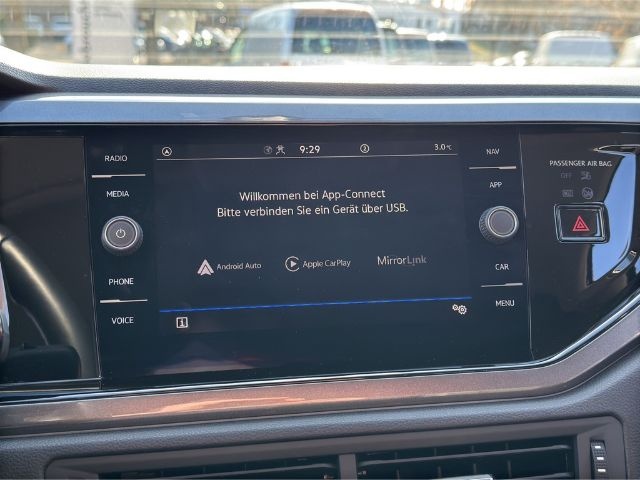 RADIO
MEDIA
PHONE
VOICE
9:29
2
3.0°C
Willkommen bei App-Connect
Bitte verbinden Sie ein Gerät über USB.
Android Auto
Apple CarPlay
MirrorLink
i
NAV
APP
CAR
MENU
PASSENGER AIR BAG
OFF